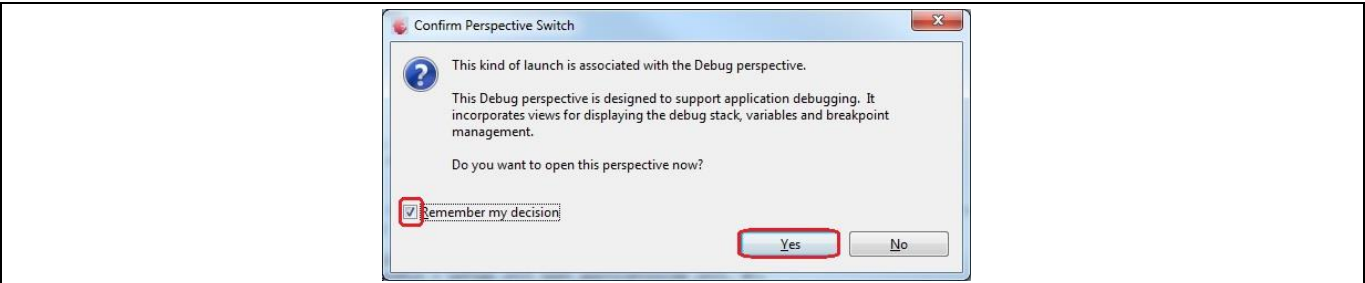 Confirm Perspective Switch
This kind of launch is associated with the Debug perspective.
This Debug perspective is designed to support application debugging. It
incorporates views for displaying the debug stack, variables and breakpoint
management.
Do you want to open this perspective now?
Remember my decision
Yes No